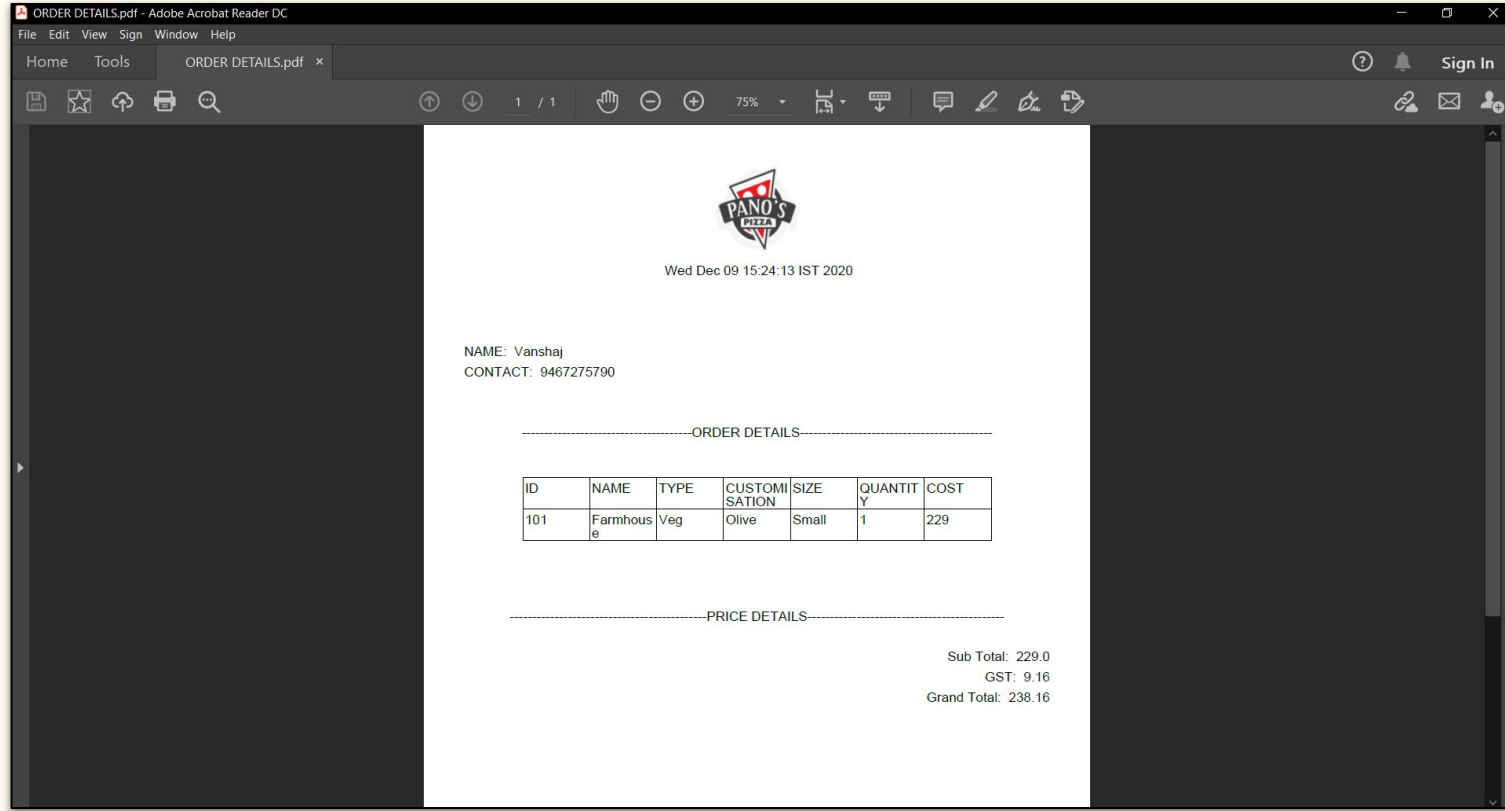 ORDER DETAILS.pdf - Adobe Acrobat Reader DC
File Edit View Sign Window Help
Home Tools ORDER DETAILS.pdf × Sign In
1 / 1 75%
PANO'S
PIZZA
Wed Dec 09 15:24:13 IST 2020
NAME: Vanshaj
CONTACT: 9467275790
-------------------------------------ORDER DETAILS------------------------------------------
ID NAME TYPE CUSTOMI SIZE QUANTIT COST
SATION Y
101 Farmhous Veg Olive Small 1 229
e
-------------------------------------------PRICE DETAILS-------------------------------------------
Sub Total: 229.0
GST: 9.16
Grand Total: 238.16